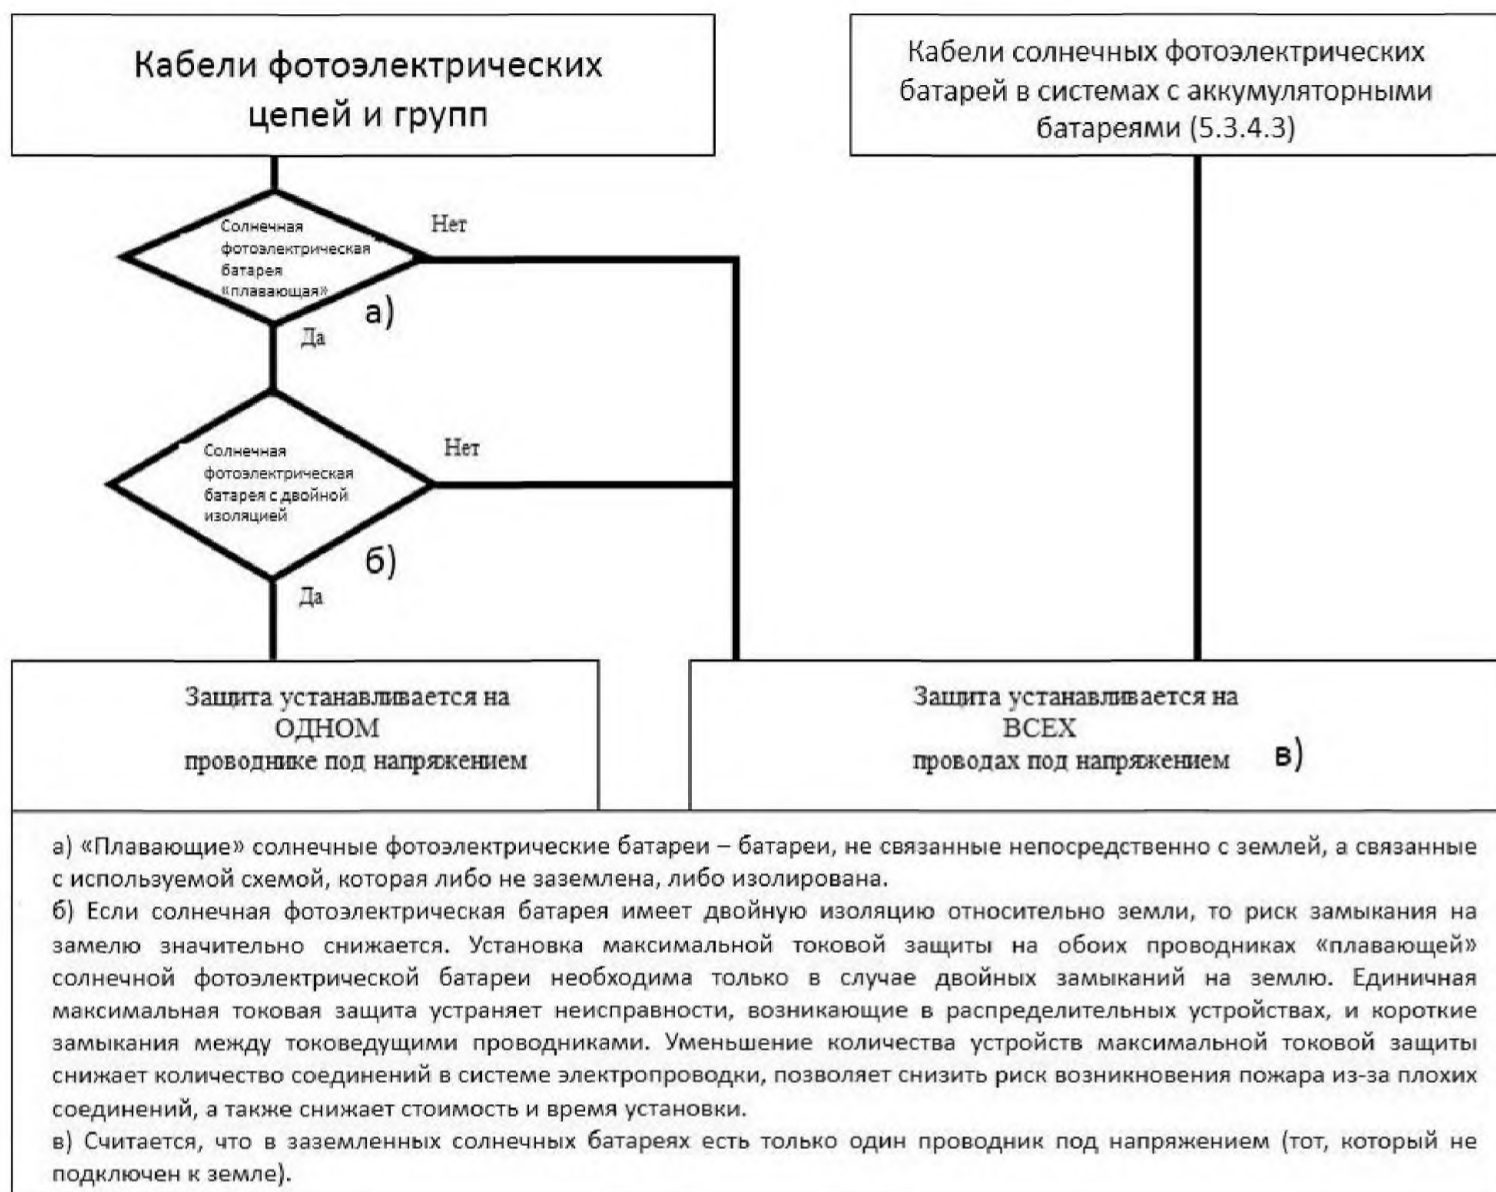 Кабели фотоэлектрических
цепей и групп
Кабели солнечных фотоэлектрических
батарей в системах с аккумуляторными
батареями (5.3.4.3)
Солнечная
фотоэлектрическая
батарея
«плавающая»
Нет
а)
Да
Солнечная
фотоэлектрическая
батарея с двойной
изоляцией
Нет
б)
Да
Защита устанавливается на
ОДНОМ
проводнике под напряжением
Защита устанавливается на
ВСЕХ
проводах под напряжением в)
а) «Плавающие» солнечные фотоэлектрические батареи – батареи, не связанные непосредственно с землей, а связанные
с используемой схемой, которая либо не заземлена, либо изолирована.
б) Если солнечная фотоэлектрическая батарея имеет двойную изоляцию относительно земли, то риск замыкания на
замелю значительно снижается. Установка максимальной токовой защиты на обоих проводниках «плавающей»
солнечной фотоэлектрической батареи необходима только в случае двойных замыканий на землю. Единичная
максимальная токовая защита устраняет неисправности, возникающие в распределительных устройствах, и короткие
замыкания между токоведущими проводниками. Уменьшение количества устройств максимальной токовой защиты
снижает количество соединений в системе электропроводки, позволяет снизить риск возникновения пожара из-за плохих
соединений, а также снижает стоимость и время установки.
в) Считается, что в заземленных солнечных батареях есть только один проводник под напряжением (тот, который не
подключен к земле).